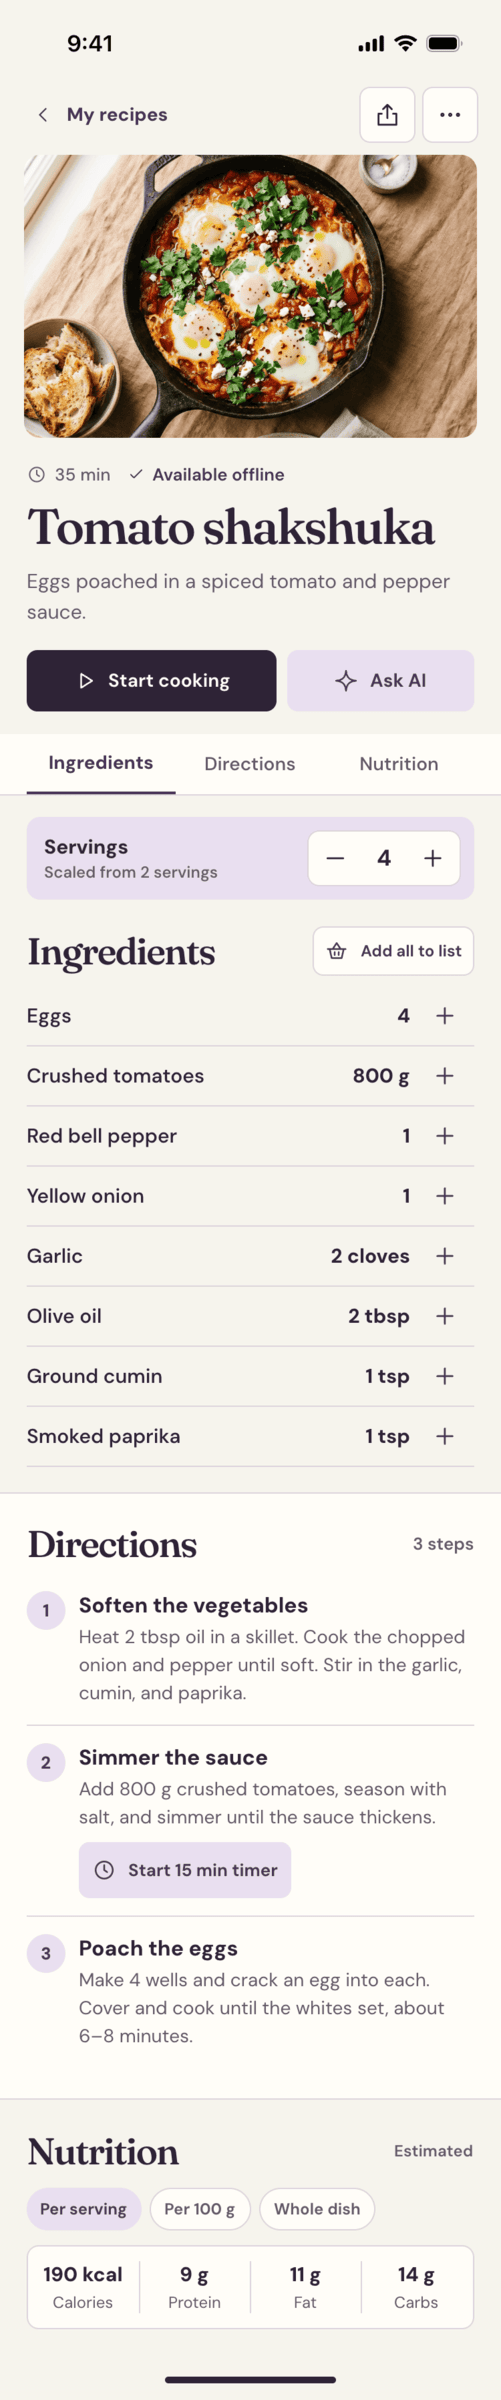 9:41
My recipes
35 min Available offline
Tomato shakshuka
Eggs poached in a spiced tomato and pepper
sauce.
Start cooking Ask AI
Ingredients Directions Nutrition
Servings
Scaled from 2 servings
4
Ingredients Add all to list
Eggs 4
Crushed tomatoes 800 g
Red bell pepper 1
Yellow onion 1
Garlic 2 cloves
Olive oil 2 tbsp
Ground cumin 1 tsp
Smoked paprika 1 tsp
Directions 3 steps
1 Soften the vegetables
Heat 2 tbsp oil in a skillet. Cook the chopped
onion and pepper until soft. Stir in the garlic,
cumin, and paprika.
2 Simmer the sauce
Add 800 g crushed tomatoes, season with
salt, and simmer until the sauce thickens.
Start 15 min timer
3 Poach the eggs
Make 4 wells and crack an egg into each.
Cover and cook until the whites set, about
6–8 minutes.
Nutrition Estimated
Per serving Per 100 g Whole dish
190 kcal 9 g 11 g 14 g
Calories Protein Fat Carbs